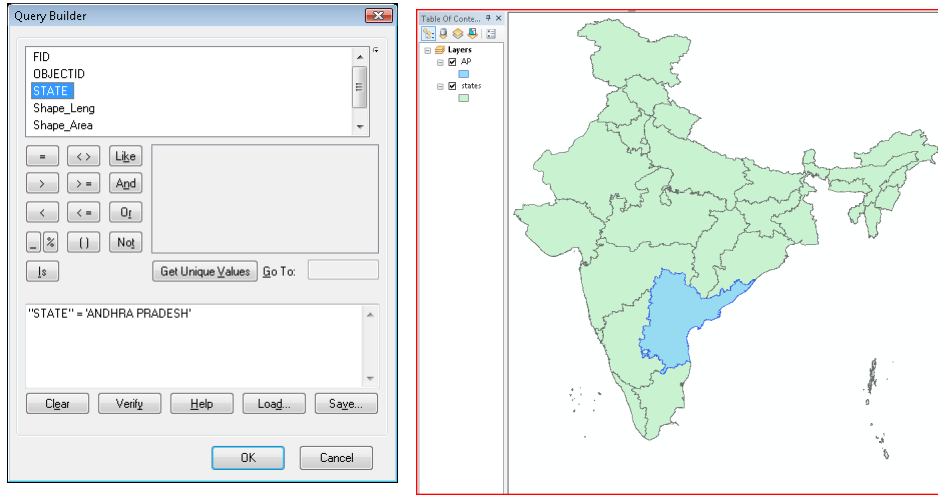 Query Builder
FID
OBJECTID
STATE
Shape_Leng
Shape_Area
= < > Like
> > = And
< < = Or
_ % ( ) Not
Is Get Unique Values Go To:
"STATE" = 'ANDHRA PRADESH'
Clear Verify Help Load... Save...
OK Cancel
Table Of Conte...
Layers
AP
states